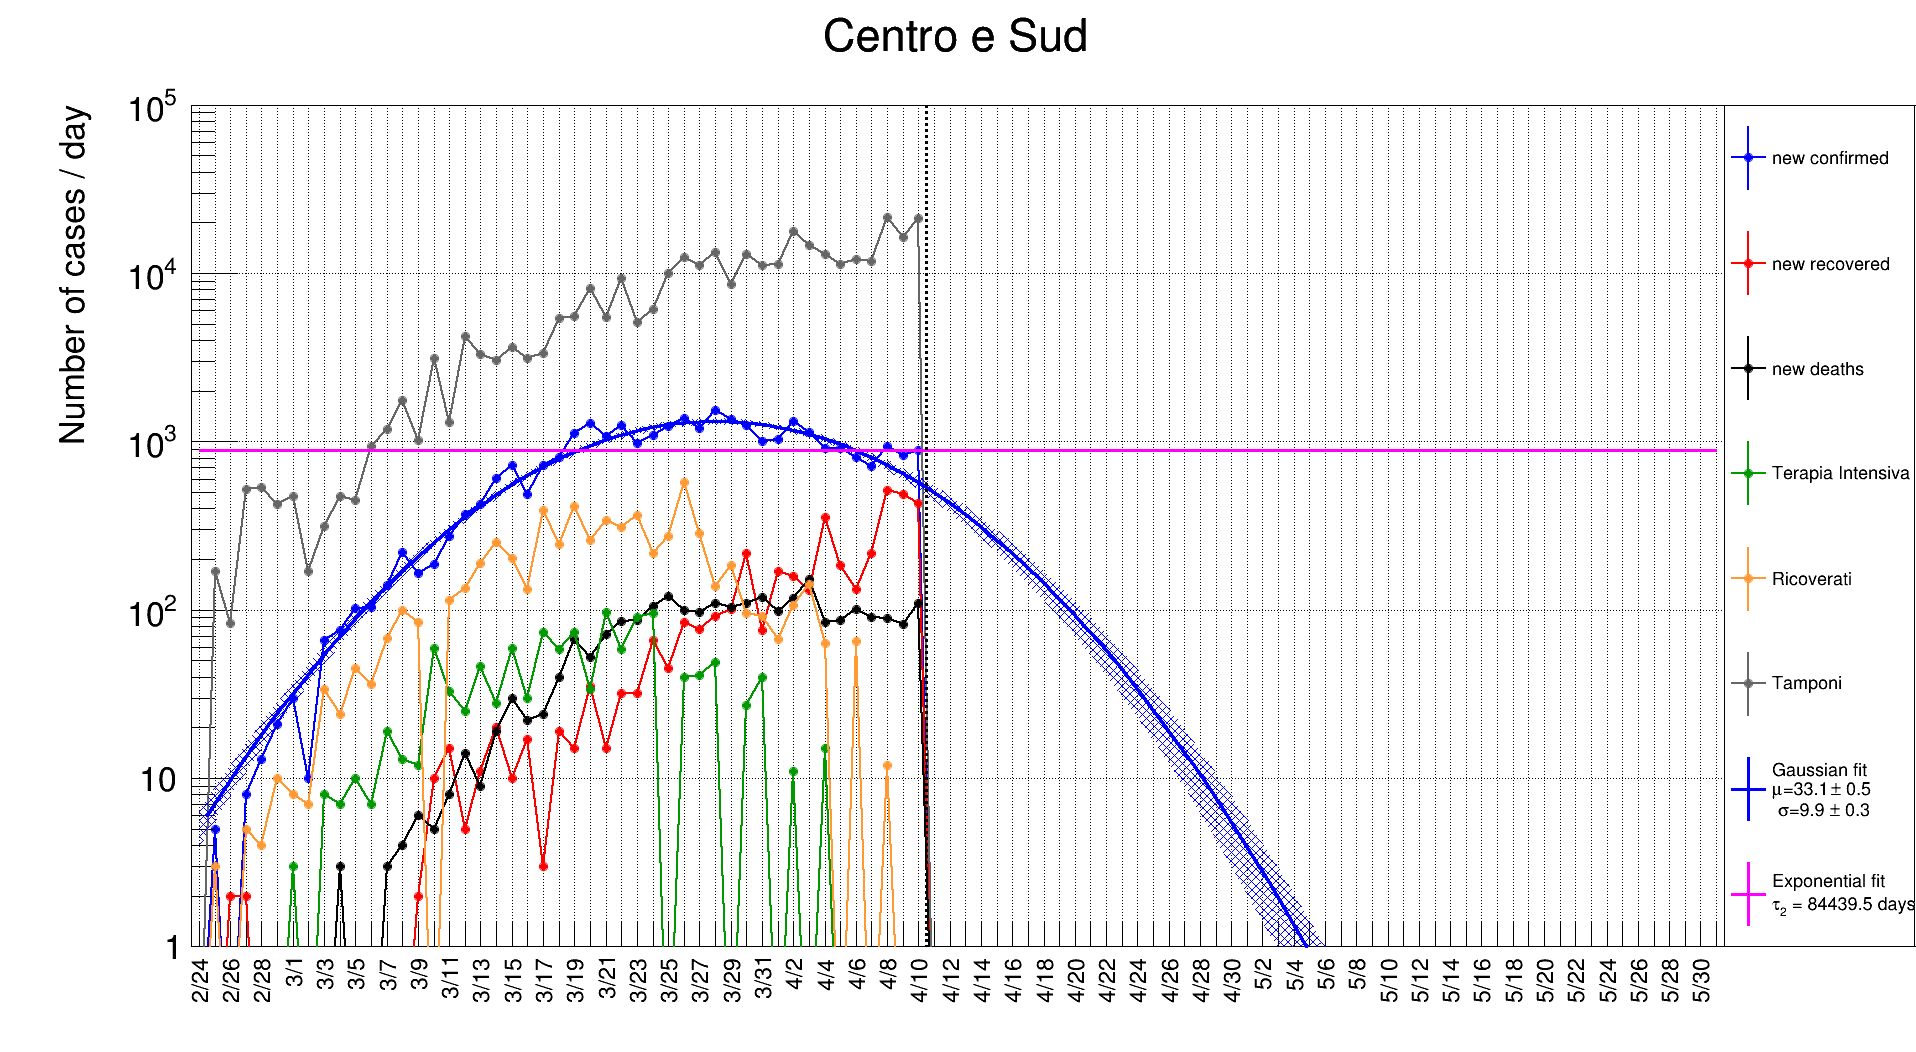 Centro e Sud
Number of cases / day
10^5
10^4
10^3
10^2
10
1
2/24 2/26 2/28 3/1 3/3 3/5 3/7 3/9 3/11 3/13 3/15 3/17 3/19 3/21 3/23 3/25 3/27 3/29 3/31 4/2 4/4 4/6 4/8 4/10 4/12 4/14 4/16 4/18 4/20 4/22 4/24 4/26 4/28 4/30 5/2 5/4 5/6 5/8 5/10 5/12 5/14 5/16 5/18 5/20 5/22 5/24 5/26 5/28 5/30
new confirmed
new recovered
new deaths
Terapia Intensiva
Ricoverati
Tamponi
Gaussian fit
μ=33.1 ± 0.5
σ=9.9 ± 0.3
Exponential fit
τ₂ = 84439.5 days